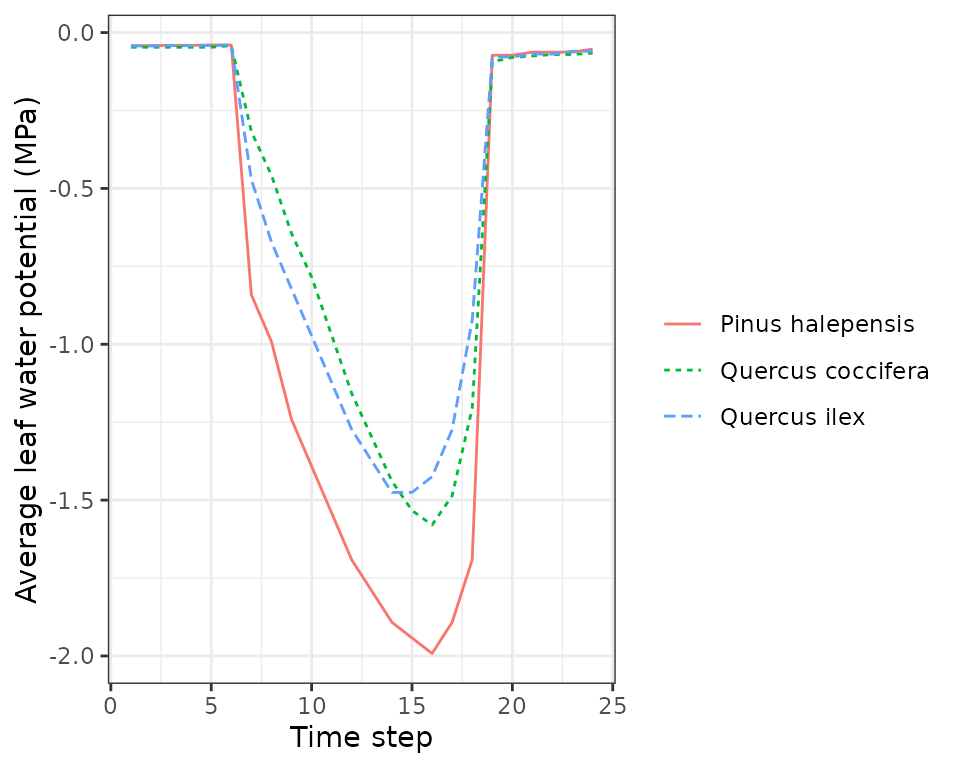 Average leaf water potential (MPa)
0.0
-0.5
-1.0
-1.5
-2.0
0 5 10 15 20 25
Time step
Pinus halepensis
Quercus coccifera
Quercus ilex